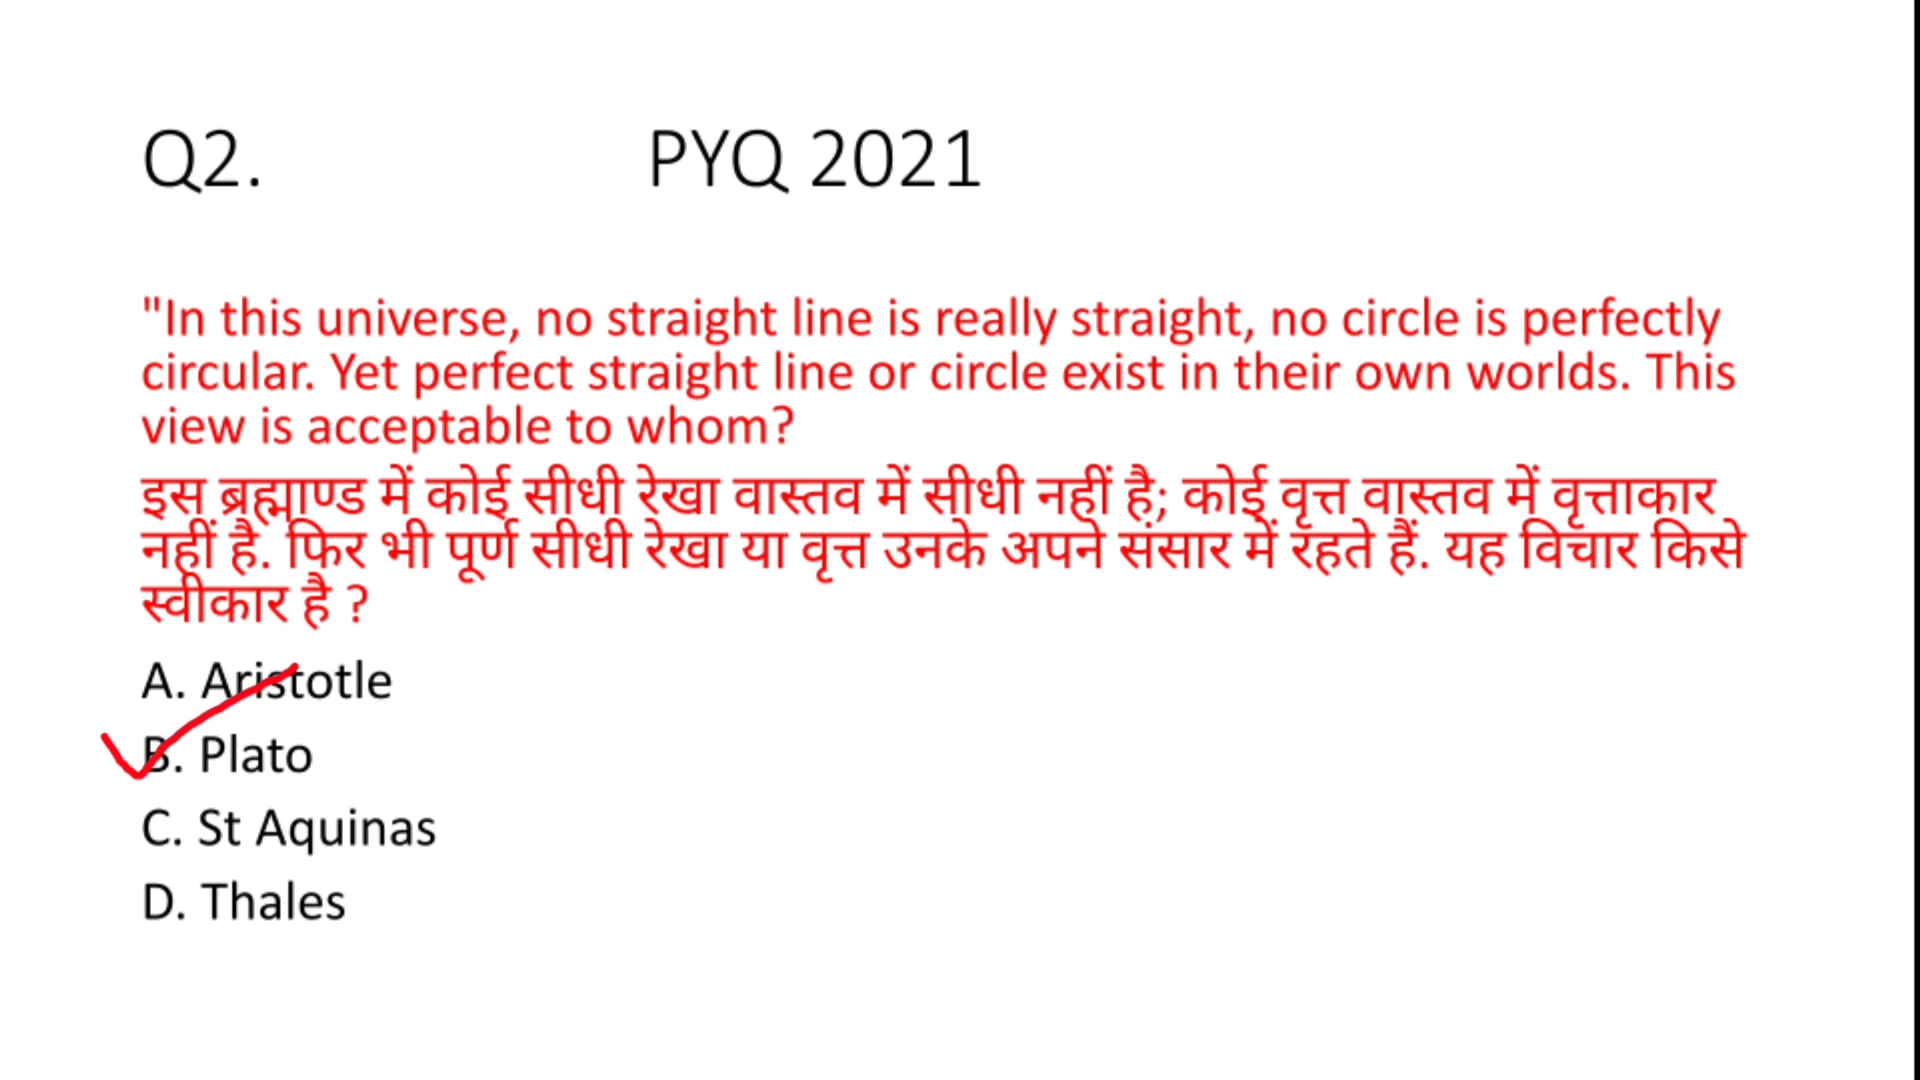 Q2. PYQ 2021
"In this universe, no straight line is really straight, no circle is perfectly
circular. Yet perfect straight line or circle exist in their own worlds. This
view is acceptable to whom?
इस ब्रह्माण्ड में कोई सीधी रेखा वास्तव में सीधी नहीं है; कोई वृत्त वास्तव में वृत्ताकार
नहीं है. फिर भी पूर्ण सीधी रेखा या वृत्त उनके अपने संसार में रहते हैं. यह विचार किसे
स्वीकार है ?
A. Aristotle
B. Plato
C. St Aquinas
D. Thales